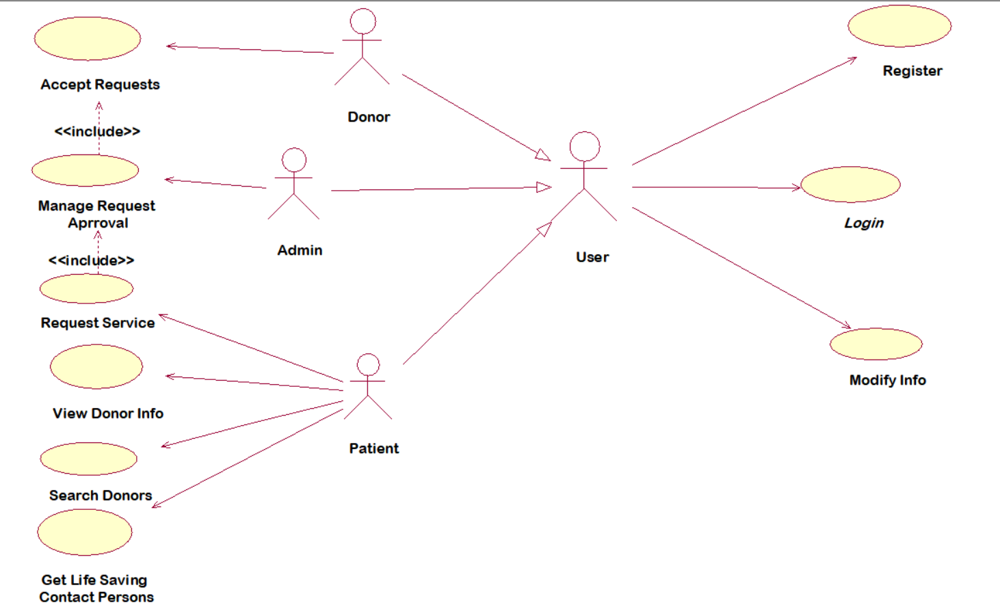 Accept Requests
<<include>>
Manage Request
Aprroval
<<include>>
Request Service
View Donor Info
Search Donors
Get Life Saving
Contact Persons
Donor
Admin
Patient
User
Register
Login
Modify Info